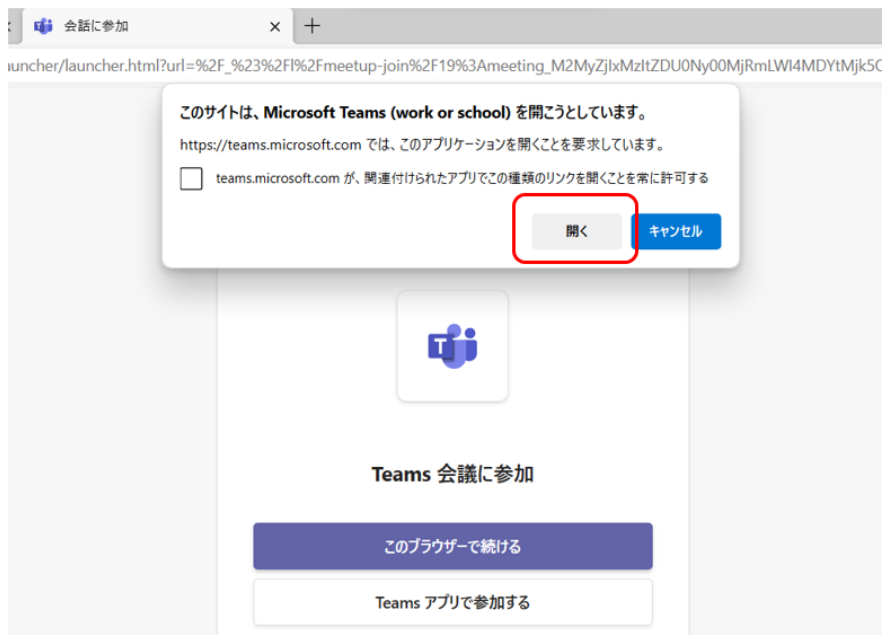 会話に参加
auncher/launcher.html?url=%2F_%23%2Fl%2Fmeetup-join%2F19%3Ameeting_M2MyZjIxMzItZDU0Ny00MjRmLWI4MDYtMjk5C
このサイトは、Microsoft Teams (work or school) を開こうとしています。
https://teams.microsoft.com では、このアプリケーションを開くことを要求しています。
teams.microsoft.com が、関連付けられたアプリでこの種類のリンクを開くことを常に許可する
開く
キャンセル
T
Teams 会議に参加
このブラウザーで続ける
Teams アプリで参加する